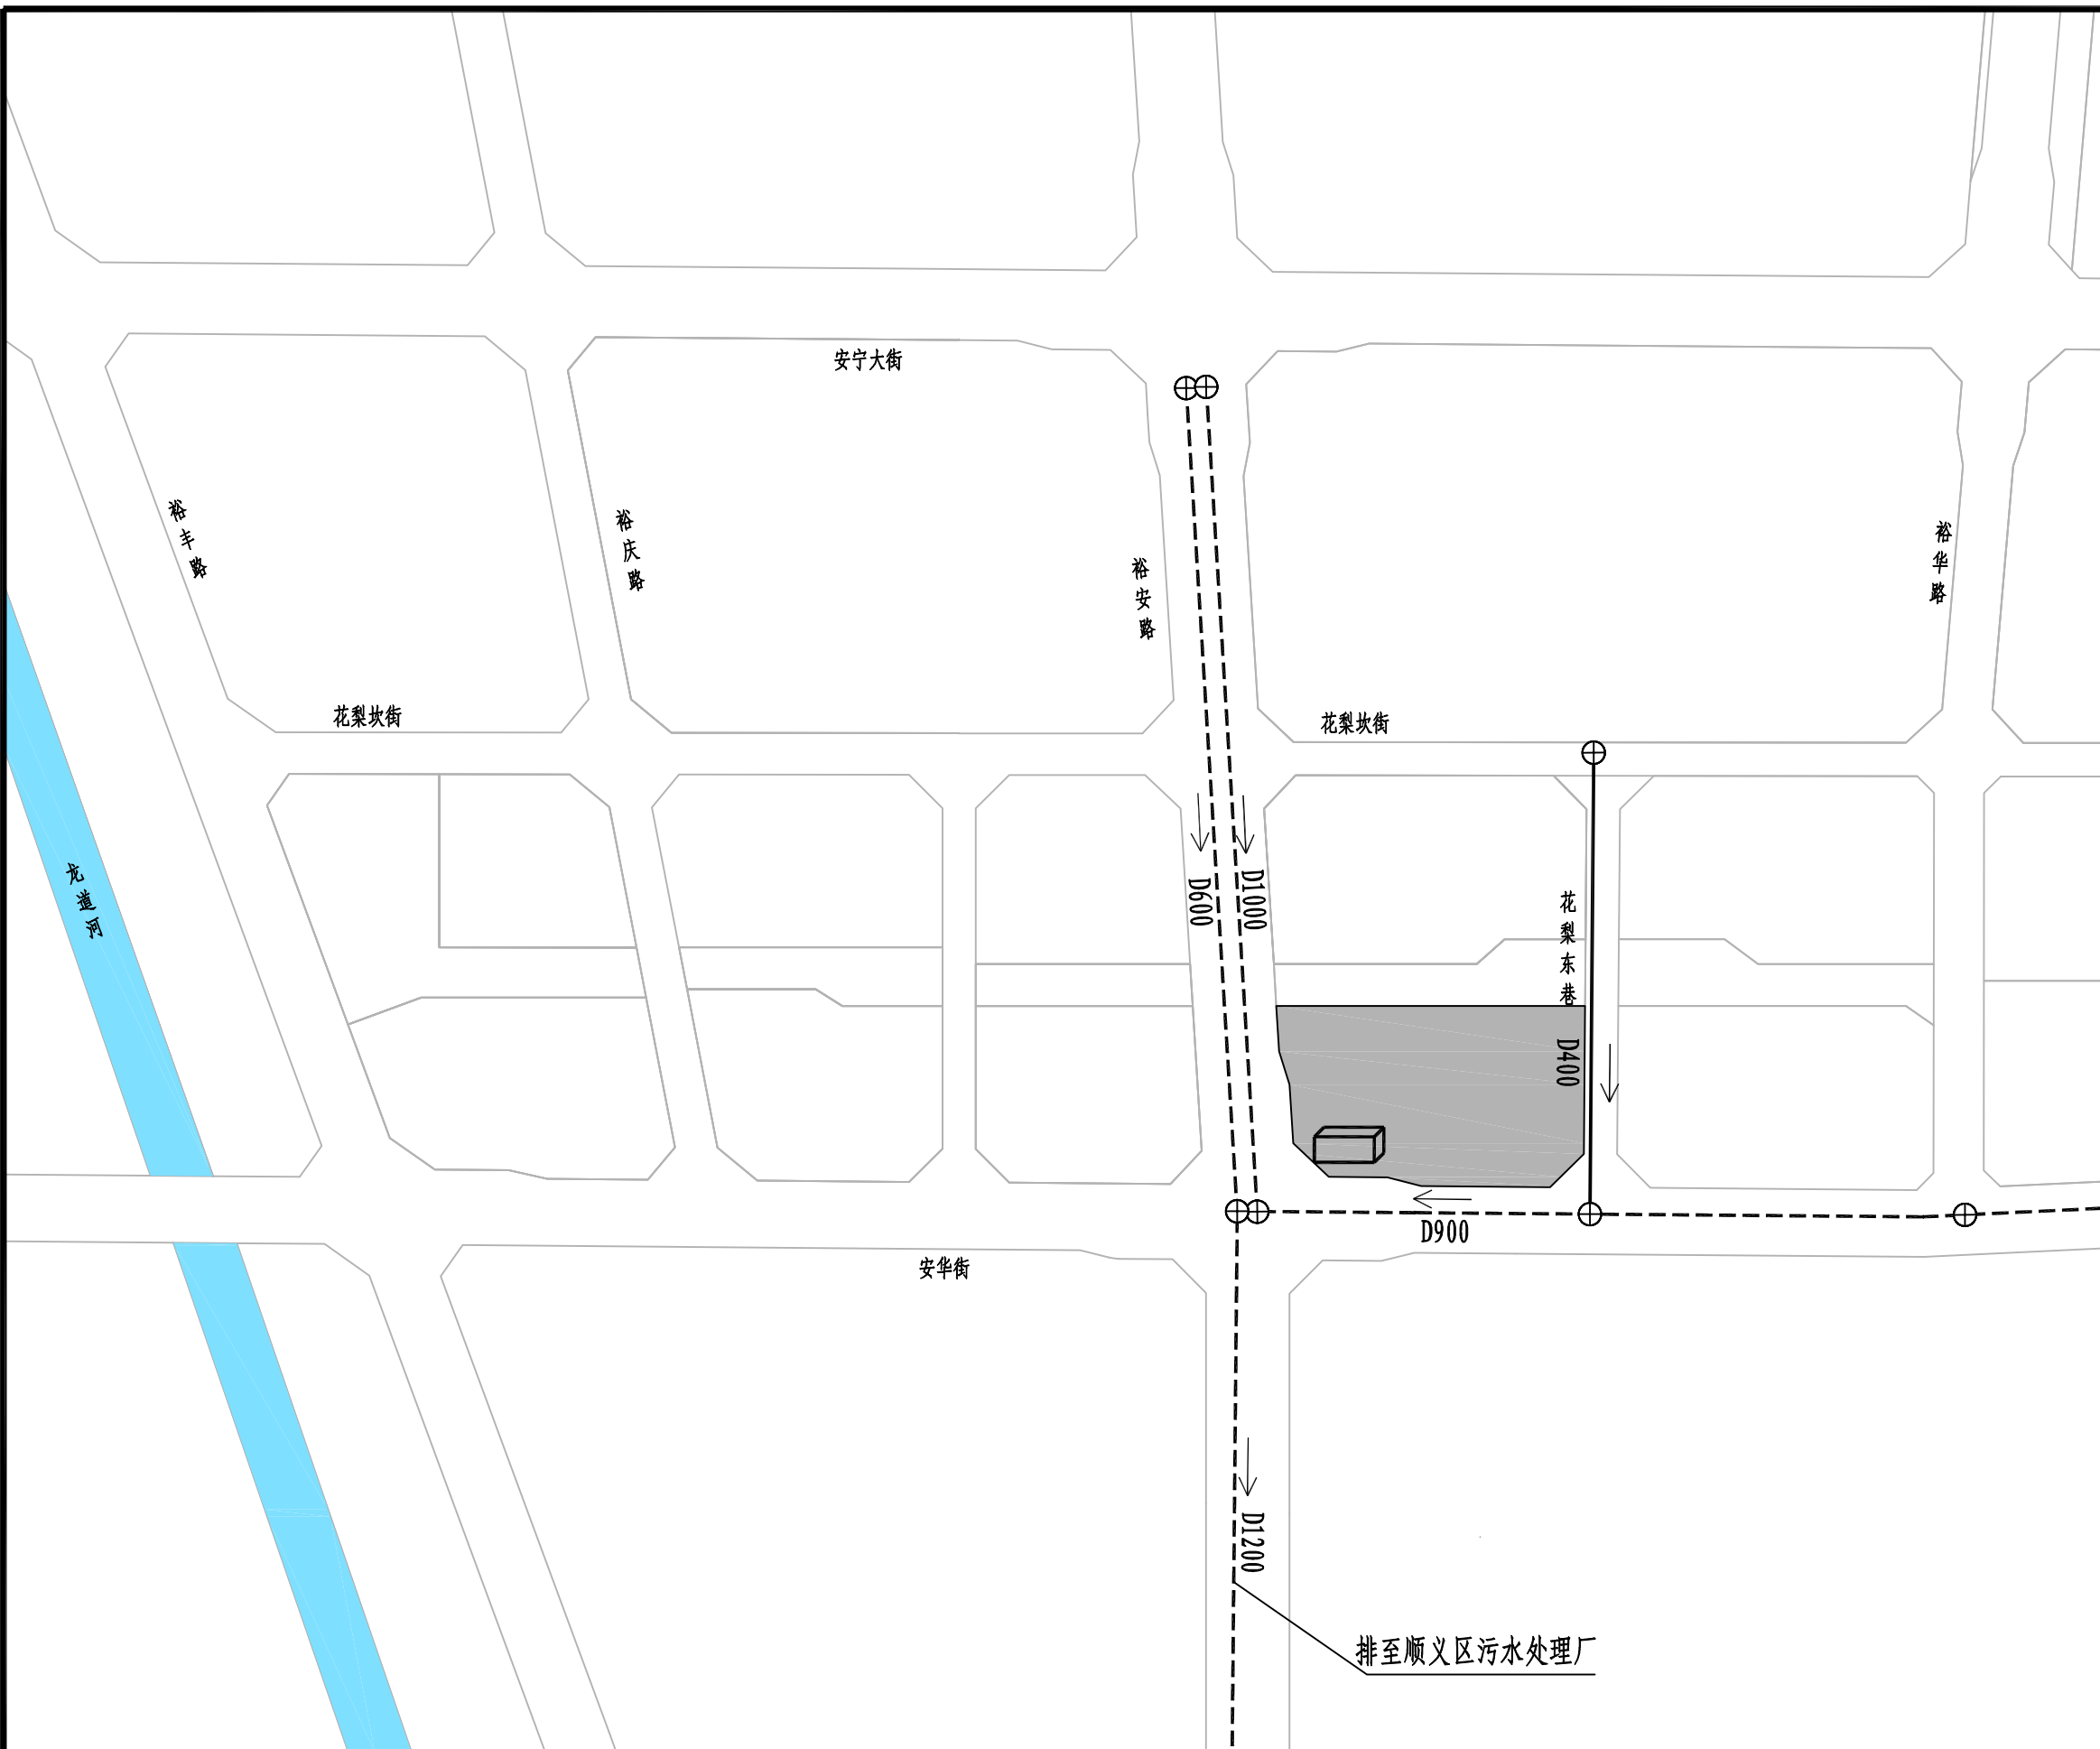 安宁大街
裕丰路
裕庆路
裕安路
裕华路
花梨坎街
花梨坎街
龙道河
D600
D1000
花梨东巷
D400
D900
安华街
D1200
排至顺义区污水处理厂